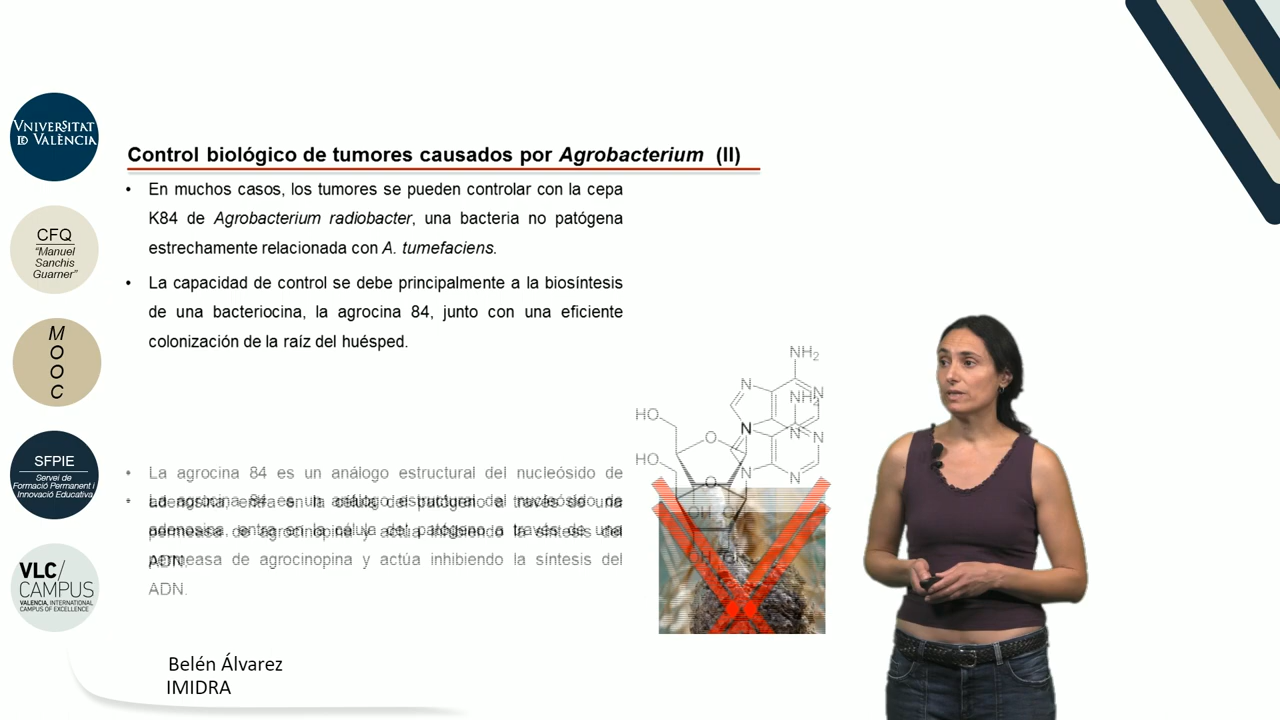 VNIVERSITAT
ID VALÈNCIA
CFQ
“Manuel
Sanchis
Guarner”
M
O
O
C
SFPIE
Servei de
Formació Permanent i
Innovació Educativa
VLC/
CAMPUS
VALENCIA, INTERNATIONAL
CAMPUS OF EXCELLENCE
Control biológico de tumores causados por Agrobacterium (II)
• En muchos casos, los tumores se pueden controlar con la cepa
K84 de Agrobacterium radiobacter, una bacteria no patógena
estrechamente relacionada con A. tumefaciens.
• La capacidad de control se debe principalmente a la biosíntesis
de una bacteriocina, la agrocina 84, junto con una eficiente
colonización de la raíz del huésped.
• La agrocina 84 es un análogo estructural del nucleósido de
adenosina, entra en la célula del patógeno a través de una
permeasa de agrocinopina y actúa inhibiendo la síntesis del
ADN.
NH2
N
N
NH2
HO
O
N
N
N
HO
O
N
N
OH
OH
Belén Álvarez
IMIDRA